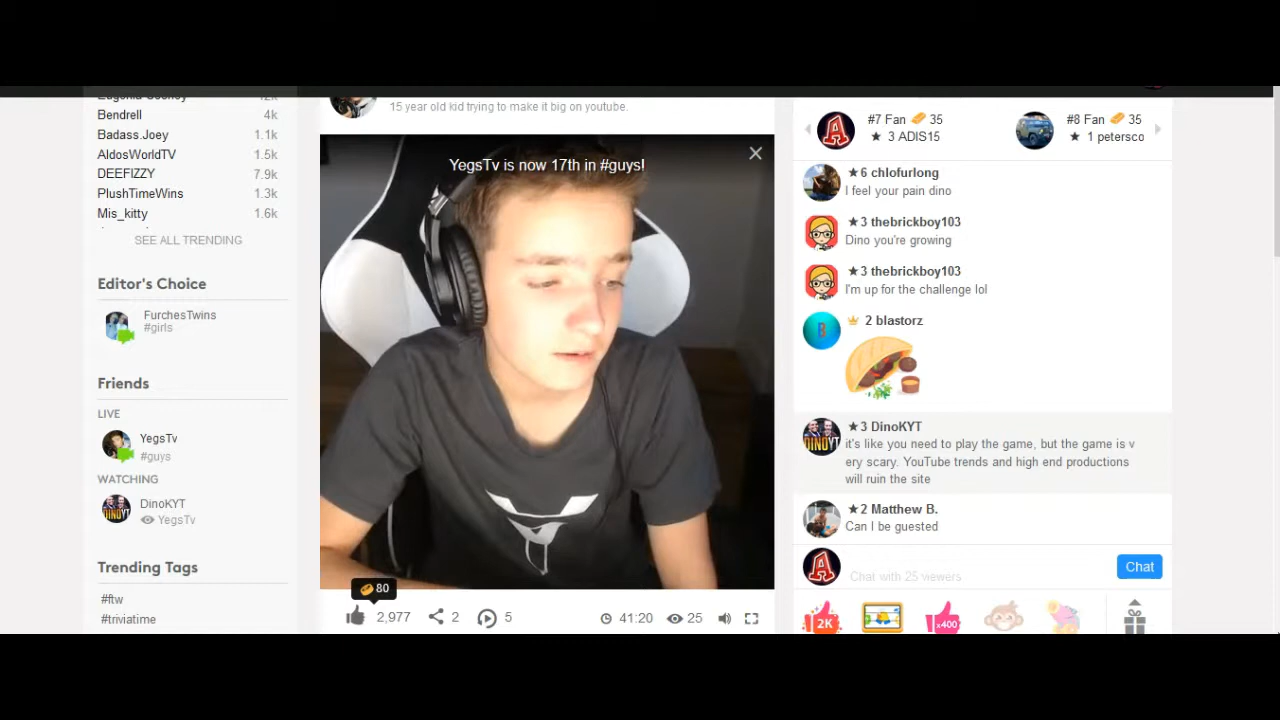 12k
Bendrell 4k
Badass.Joey 1.1k
AldosWorldTV 1.5k
DEEFIZZY 7.9k
PlushTimeWins 1.3k
Mis_kitty 1.6k
SEE ALL TRENDING
Editor's Choice
FurchesTwins
#girls
Friends
LIVE
YegsTv
#guys
WATCHING
DinoKYT
YegsTv
Trending Tags
#ftw
#triviatime
15 year old kid trying to make it big on youtube.
YegsTv is now 17th in #guys!
80
2,977 2 5 41:20 25
#7 Fan 35
★ 3 ADIS15
#8 Fan 35
★ 1 petersco
★6 chlofurlong
I feel your pain dino
★3 thebrickboy103
Dino you're growing
★3 thebrickboy103
I'm up for the challenge lol
2 blastorz
★3 DinoKYT
it's like you need to play the game, but the game is v
ery scary. YouTube trends and high end productions
will ruin the site
★2 Matthew B.
Can I be guested
Chat with 25 viewers
Chat
2K
x400